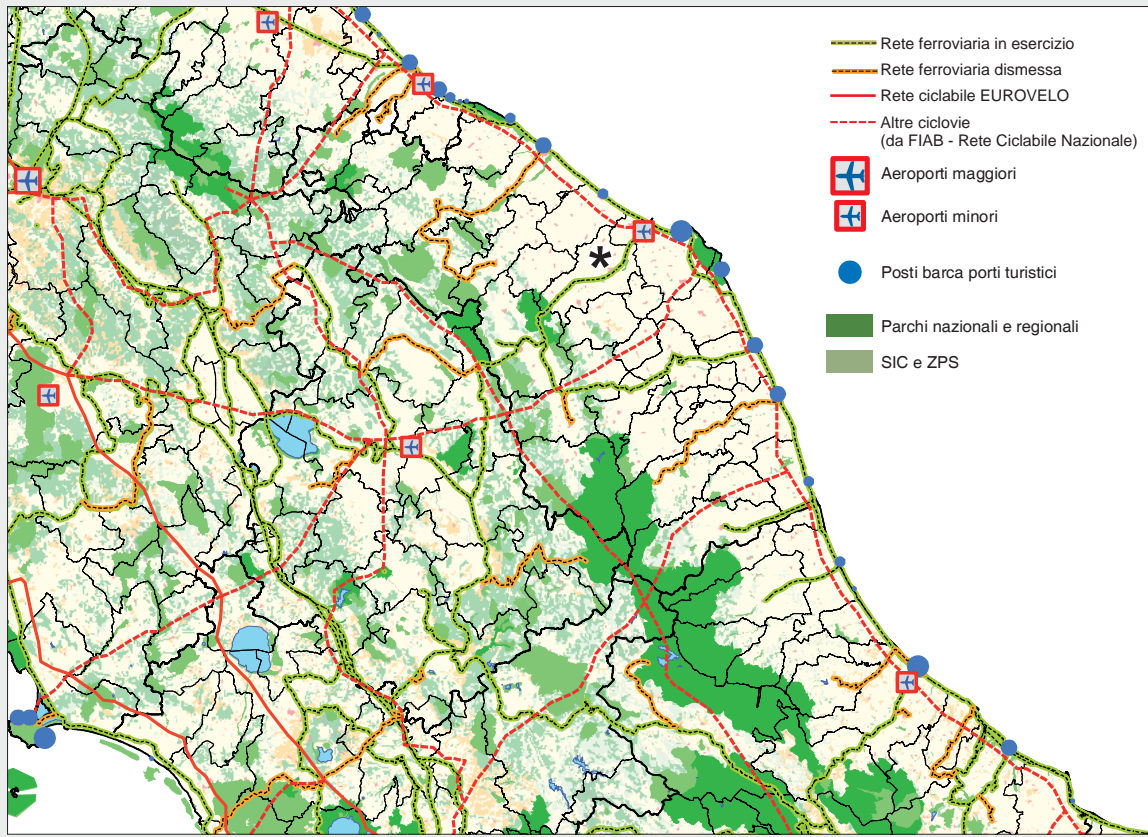 Rete ferroviaria in esercizio
Rete ferroviaria dismessa
Rete ciclabile EUROVELO
Altre ciclovie
(da FIAB - Rete Ciclabile Nazionale)
Aeroporti maggiori
Aeroporti minori
Posti barca porti turistici
Parchi nazionali e regionali
SIC e ZPS
*